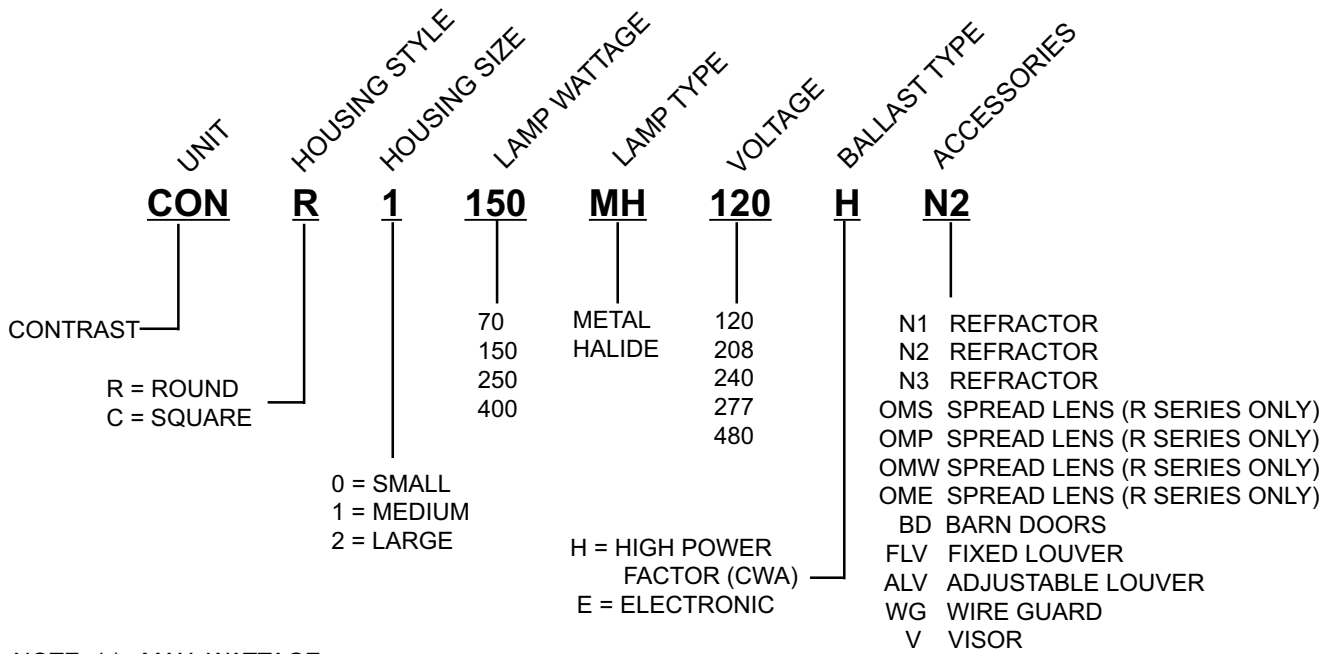 UNIT
HOUSING STYLE
HOUSING SIZE
LAMP WATTAGE
LAMP TYPE
VOLTAGE
BALLAST TYPE
ACCESSORIES
CON R 1 150 MH 120 H N2
CONTRAST
R = ROUND
C = SQUARE
0 = SMALL
1 = MEDIUM
2 = LARGE
70
150
250
400
METAL
HALIDE
120
208
240
277
480
H = HIGH POWER
FACTOR (CWA)
E = ELECTRONIC
N1 REFRACTOR
N2 REFRACTOR
N3 REFRACTOR
OMS SPREAD LENS (R SERIES ONLY)
OMP SPREAD LENS (R SERIES ONLY)
OMW SPREAD LENS (R SERIES ONLY)
OME SPREAD LENS (R SERIES ONLY)
BD BARN DOORS
FLV FIXED LOUVER
ALV ADJUSTABLE LOUVER
WG WIRE GUARD
V VISOR